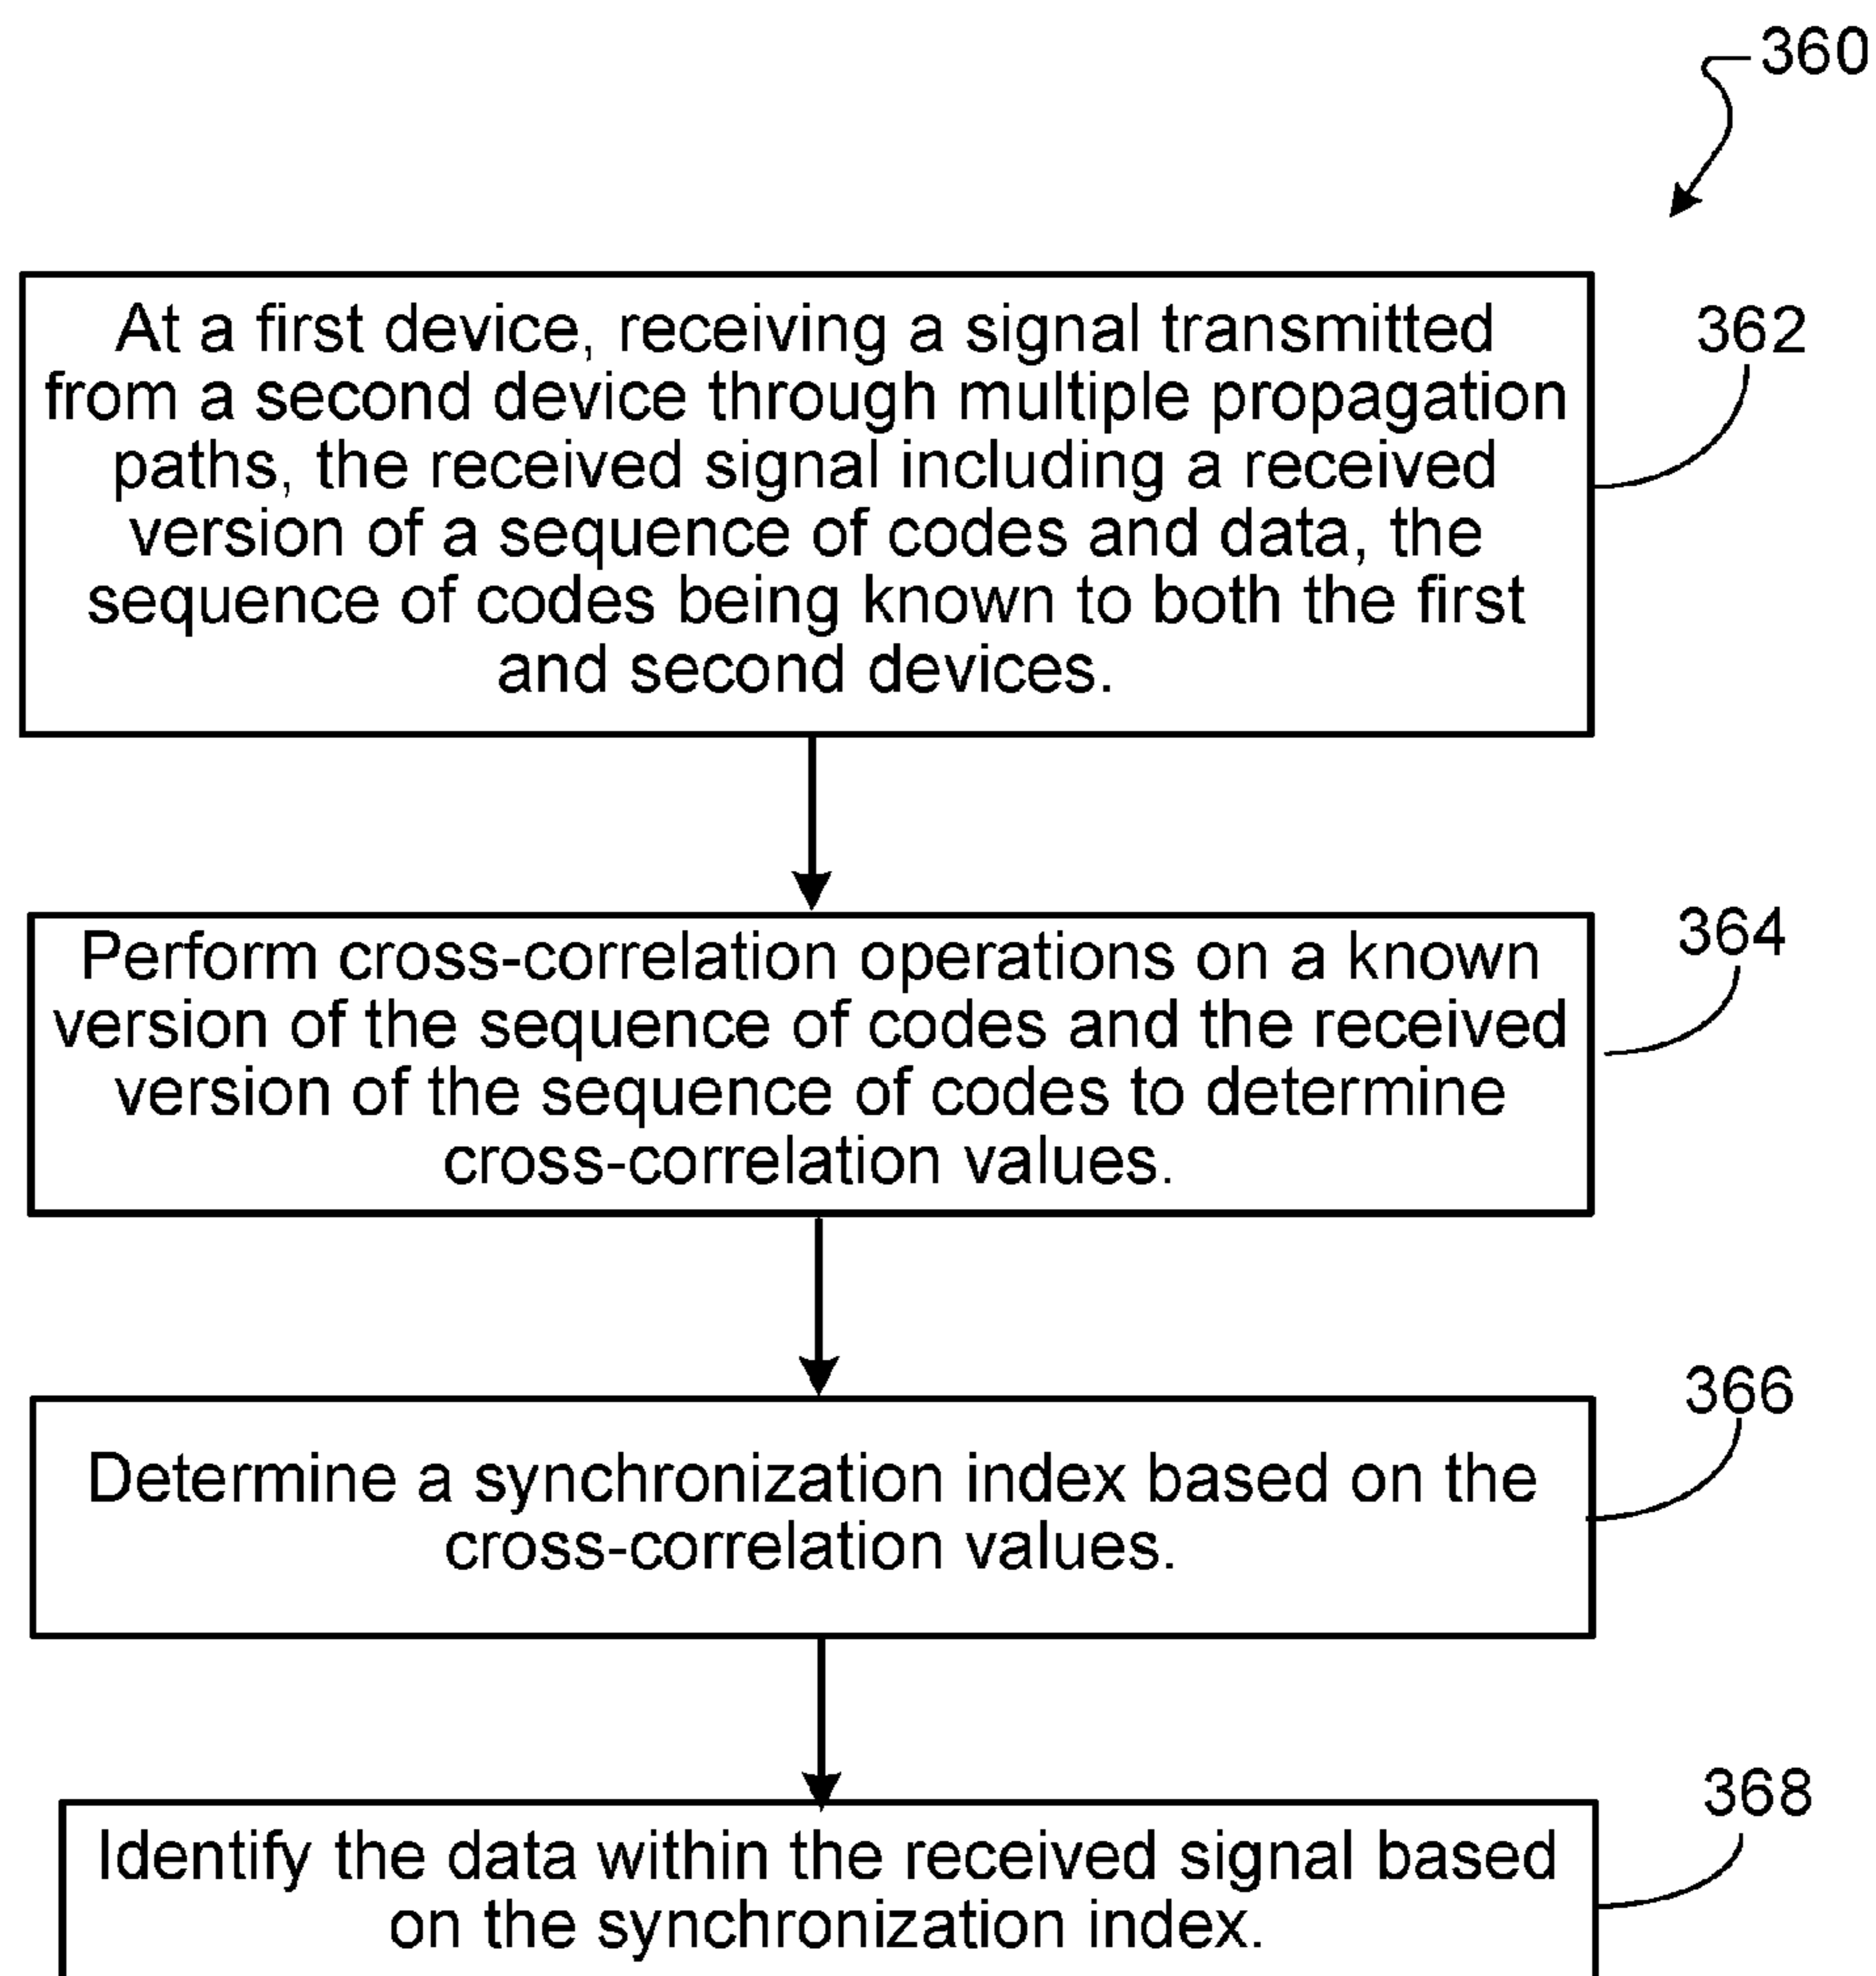 360
At a first device, receiving a signal transmitted
from a second device through multiple propagation
paths, the received signal including a received
version of a sequence of codes and data, the
sequence of codes being known to both the first
and second devices.
362
Perform cross-correlation operations on a known
version of the sequence of codes and the received
version of the sequence of codes to determine
cross-correlation values.
364
Determine a synchronization index based on the
cross-correlation values.
366
Identify the data within the received signal based
on the synchronization index.
368